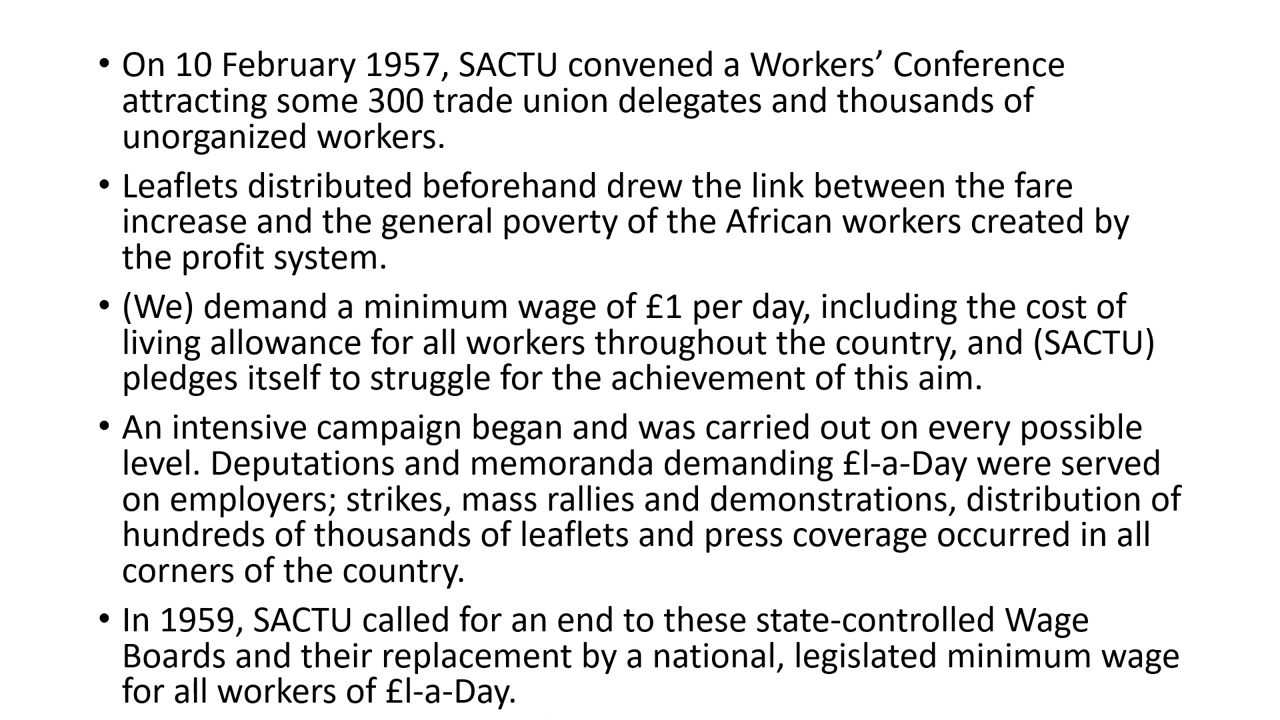 • On 10 February 1957, SACTU convened a Workers’ Conference
attracting some 300 trade union delegates and thousands of
unorganized workers.
• Leaflets distributed beforehand drew the link between the fare
increase and the general poverty of the African workers created by
the profit system.
• (We) demand a minimum wage of £1 per day, including the cost of
living allowance for all workers throughout the country, and (SACTU)
pledges itself to struggle for the achievement of this aim.
• An intensive campaign began and was carried out on every possible
level. Deputations and memoranda demanding £l-a-Day were served
on employers; strikes, mass rallies and demonstrations, distribution of
hundreds of thousands of leaflets and press coverage occurred in all
corners of the country.
• In 1959, SACTU called for an end to these state-controlled Wage
Boards and their replacement by a national, legislated minimum wage
for all workers of £l-a-Day.